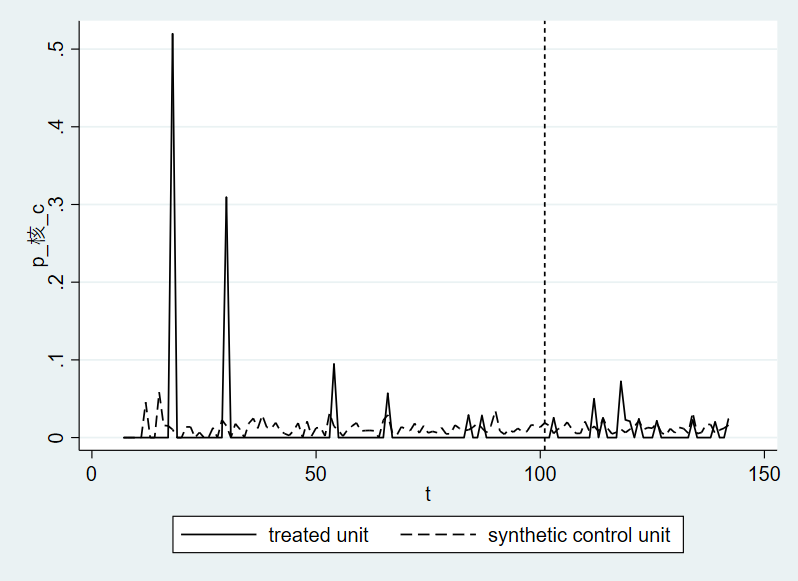 .5
.4
.3
.2
.1
0
p_核_c
0
50
100
150
t
treated unit
synthetic control unit